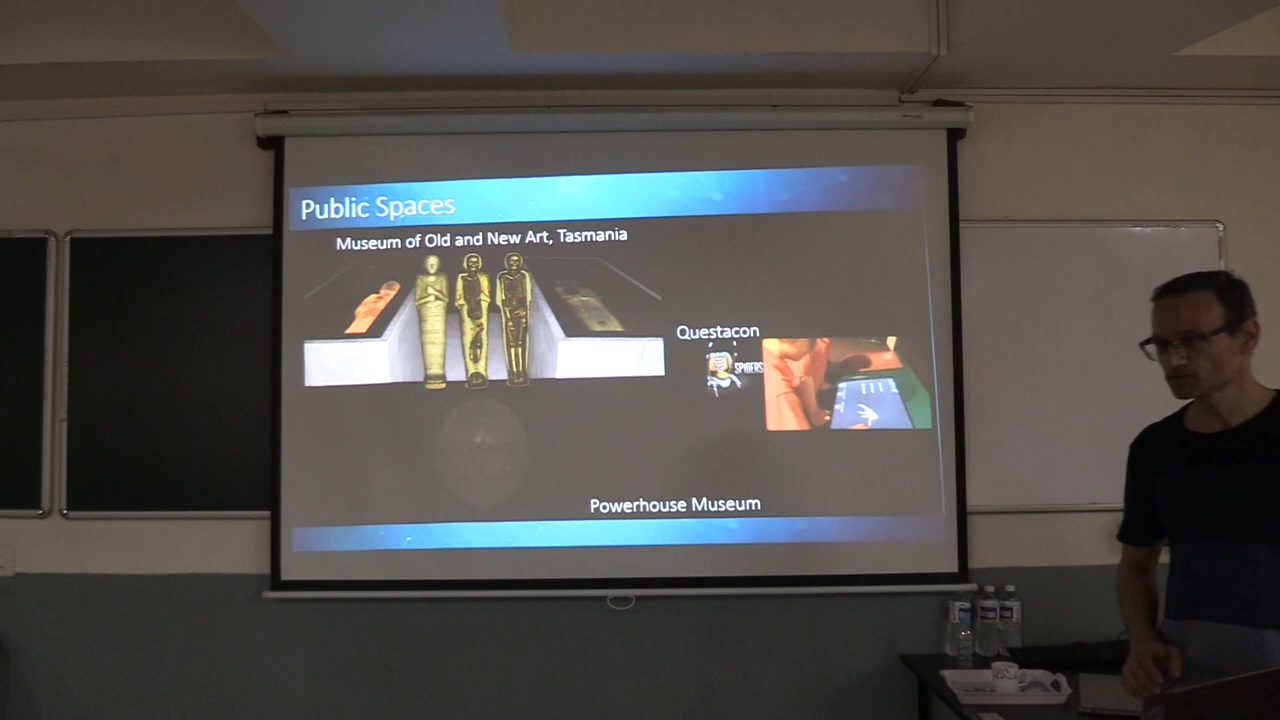 Public Spaces
Museum of Old and New Art, Tasmania
Questacon
SPIDERS
Powerhouse Museum